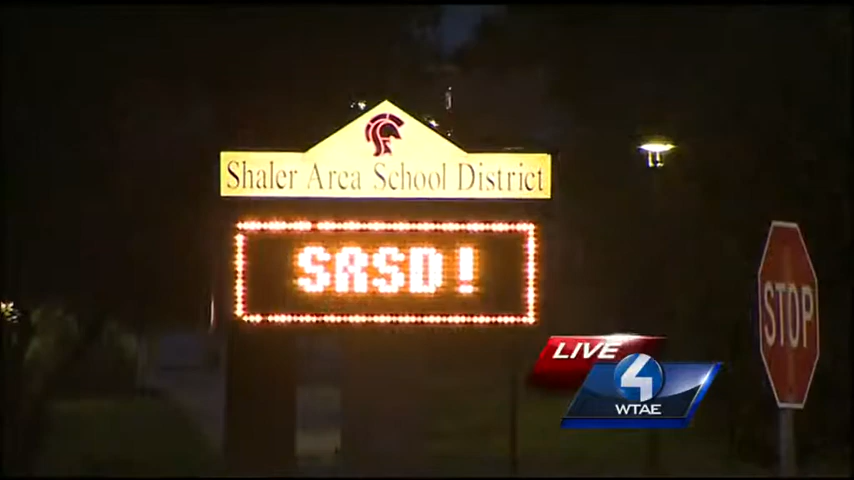 Shaler Area School District
SRSD!
STOP
LIVE
4
WTAE